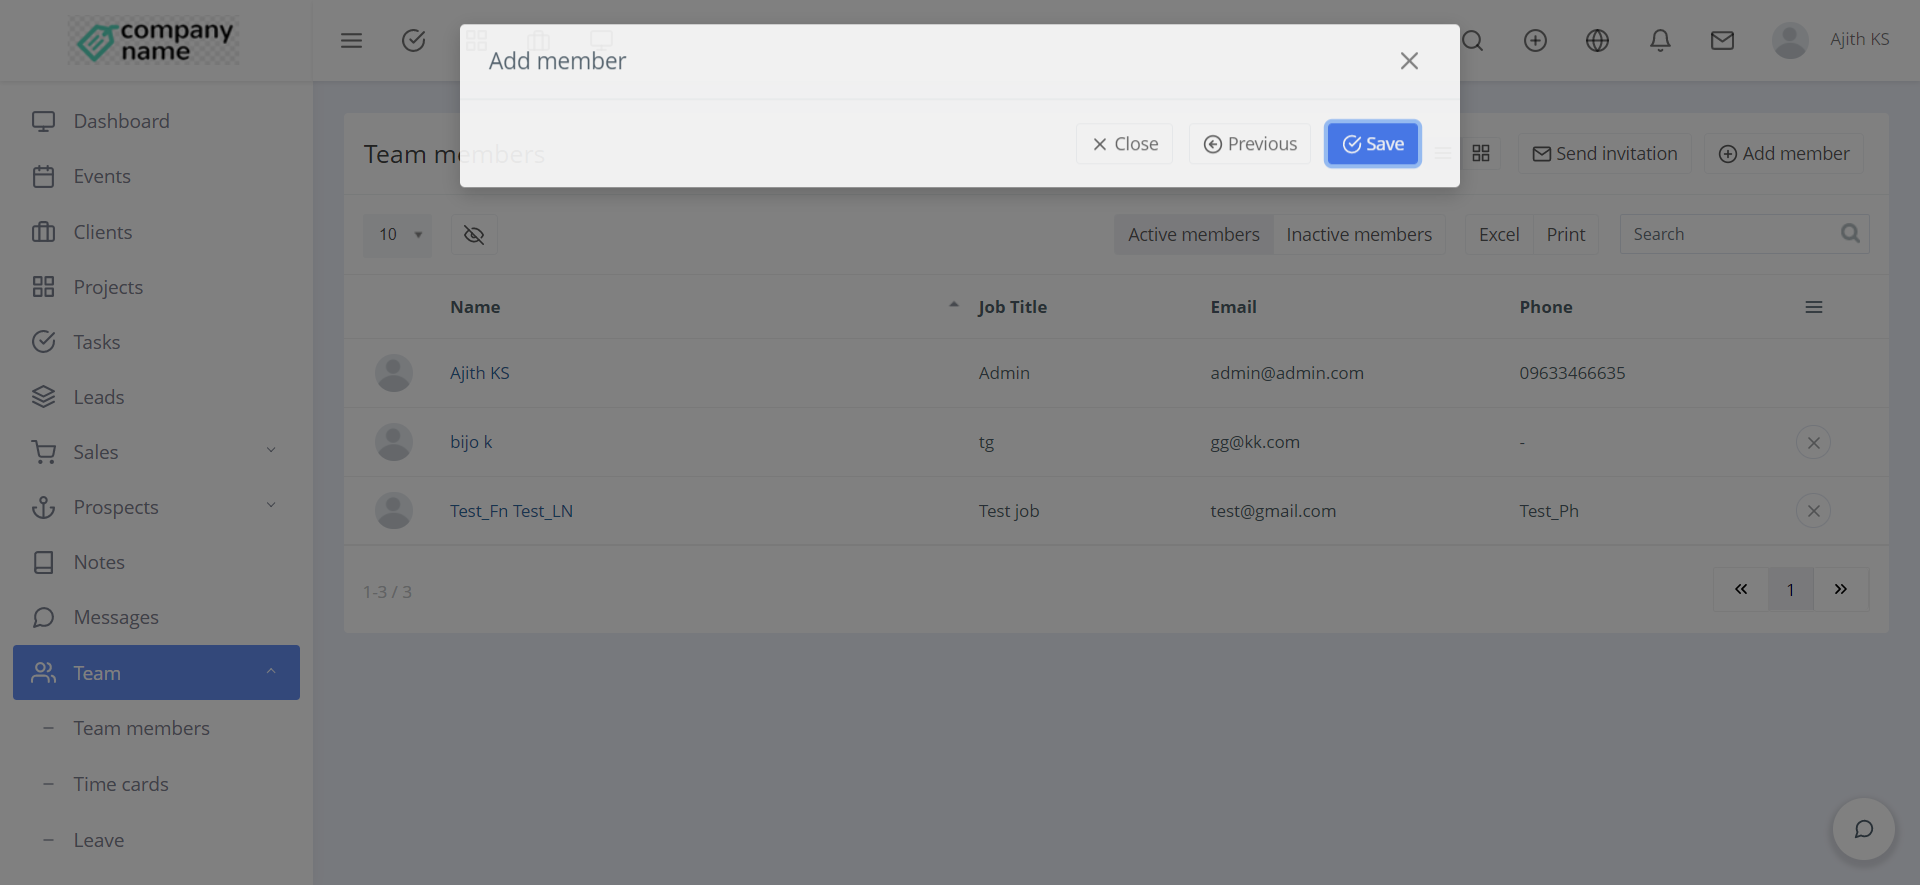 company
name
Ajith KS
Add member
Close
Previous
Save
Team members
Send invitation
Add member
10
Active members
Inactive members
Excel
Print
Search
Name
Job Title
Email
Phone
Ajith KS
Admin
admin@admin.com
09633466635
bijo k
tg
gg@kk.com
-
Test_Fn Test_LN
Test job
test@gmail.com
Test_Ph
1-3 / 3
1
Dashboard
Events
Clients
Projects
Tasks
Leads
Sales
Prospects
Notes
Messages
Team
Team members
Time cards
Leave